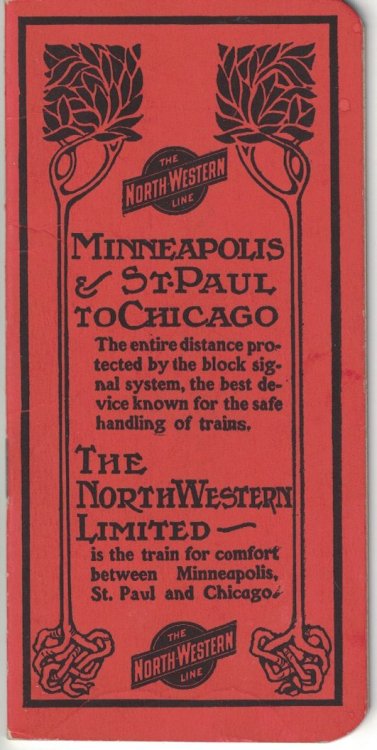 THE
NORTH-WESTERN
LINE
MINNEAPOLIS
& ST·PAUL
TO CHICAGO
The entire distance pro-
tected by the block sig-
nal system, the best de-
vice known for the safe
handling of trains.
THE
NORTHWESTERN
LIMITED—
is the train for comfort
between Minneapolis,
St. Paul and Chicago.
THE
NORTH-WESTERN
LINE